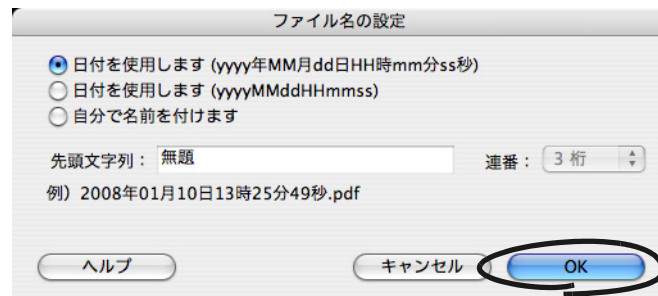 ファイル名の設定
日付を使用します (yyyy年MM月dd日HH時mm分ss秒)
日付を使用します (yyyyMMddHHmmss)
自分で名前を付けます
先頭文字列： 無題 連番： 3 桁
例）2008年01月10日13時25分49秒.pdf
ヘルプ キャンセル OK